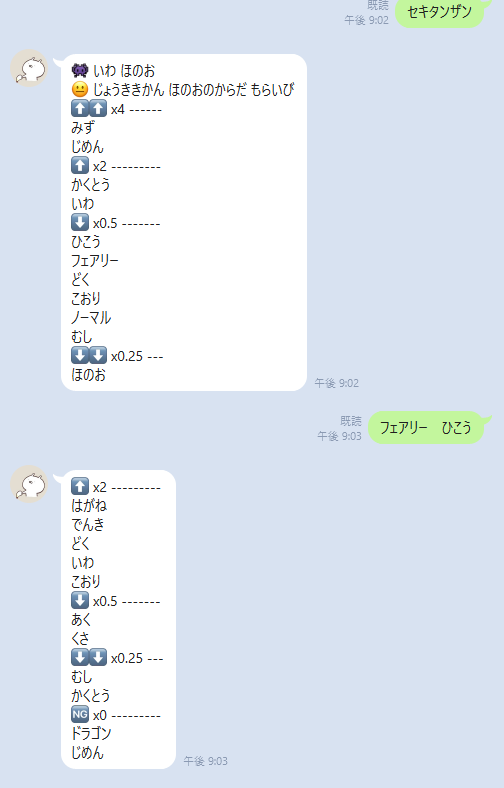 既読
午後 9:02
セキタンザン
いわ ほのお
じょうききかん ほのおのからだ もらいび
⬆⬆ x4 ------
みず
じめん
⬆ x2 ---------
かくとう
いわ
⬇ x0.5 -------
ひこう
フェアリー
どく
こおり
ノーマル
むし
⬇⬇ x0.25 ---
ほのお
午後 9:02
既読
午後 9:03
フェアリー　ひこう
⬆ x2 ---------
はがね
でんき
どく
いわ
こおり
⬇ x0.5 -------
あく
くさ
⬇⬇ x0.25 ---
むし
かくとう
🆖 x0 ---------
ドラゴン
じめん
午後 9:03